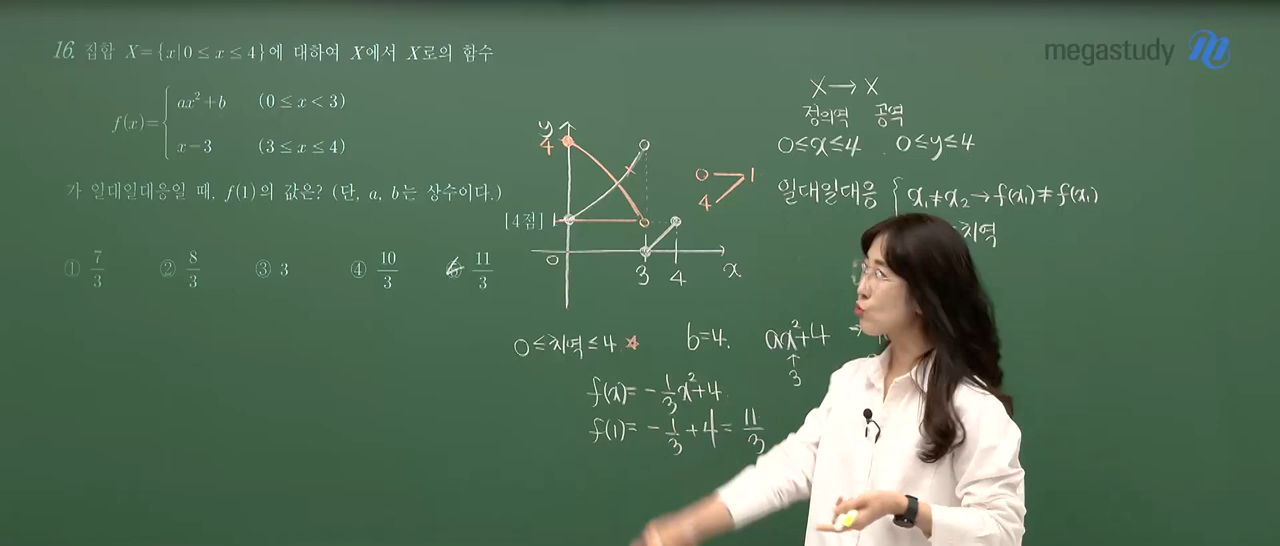 16. 집합 X={x|0≤x≤4}에 대하여 X에서 X로의 함수
f(x)={ ax²+b (0≤x<3)
x-3 (3≤x≤4)
가 일대일대응일 때, f(1)의 값은? (단, a, b는 상수이다.)
[4점]
① 7/3 ② 8/3 ③ 3 ④ 10/3 ⑤ 11/3
megastudy
X→X
정의역 공역
0≤x≤4 . 0≤y≤4
일대일대응 { x₁≠x₂→f(x₁)≠f(x₁)
치역
y
4
1
0 3 4 x
0 1
4
0≤치역≤4 ☆ b=4. ax²+4 →
↑
3
f(x)=-1/3x²+4
f(1)=-1/3+4=11/3